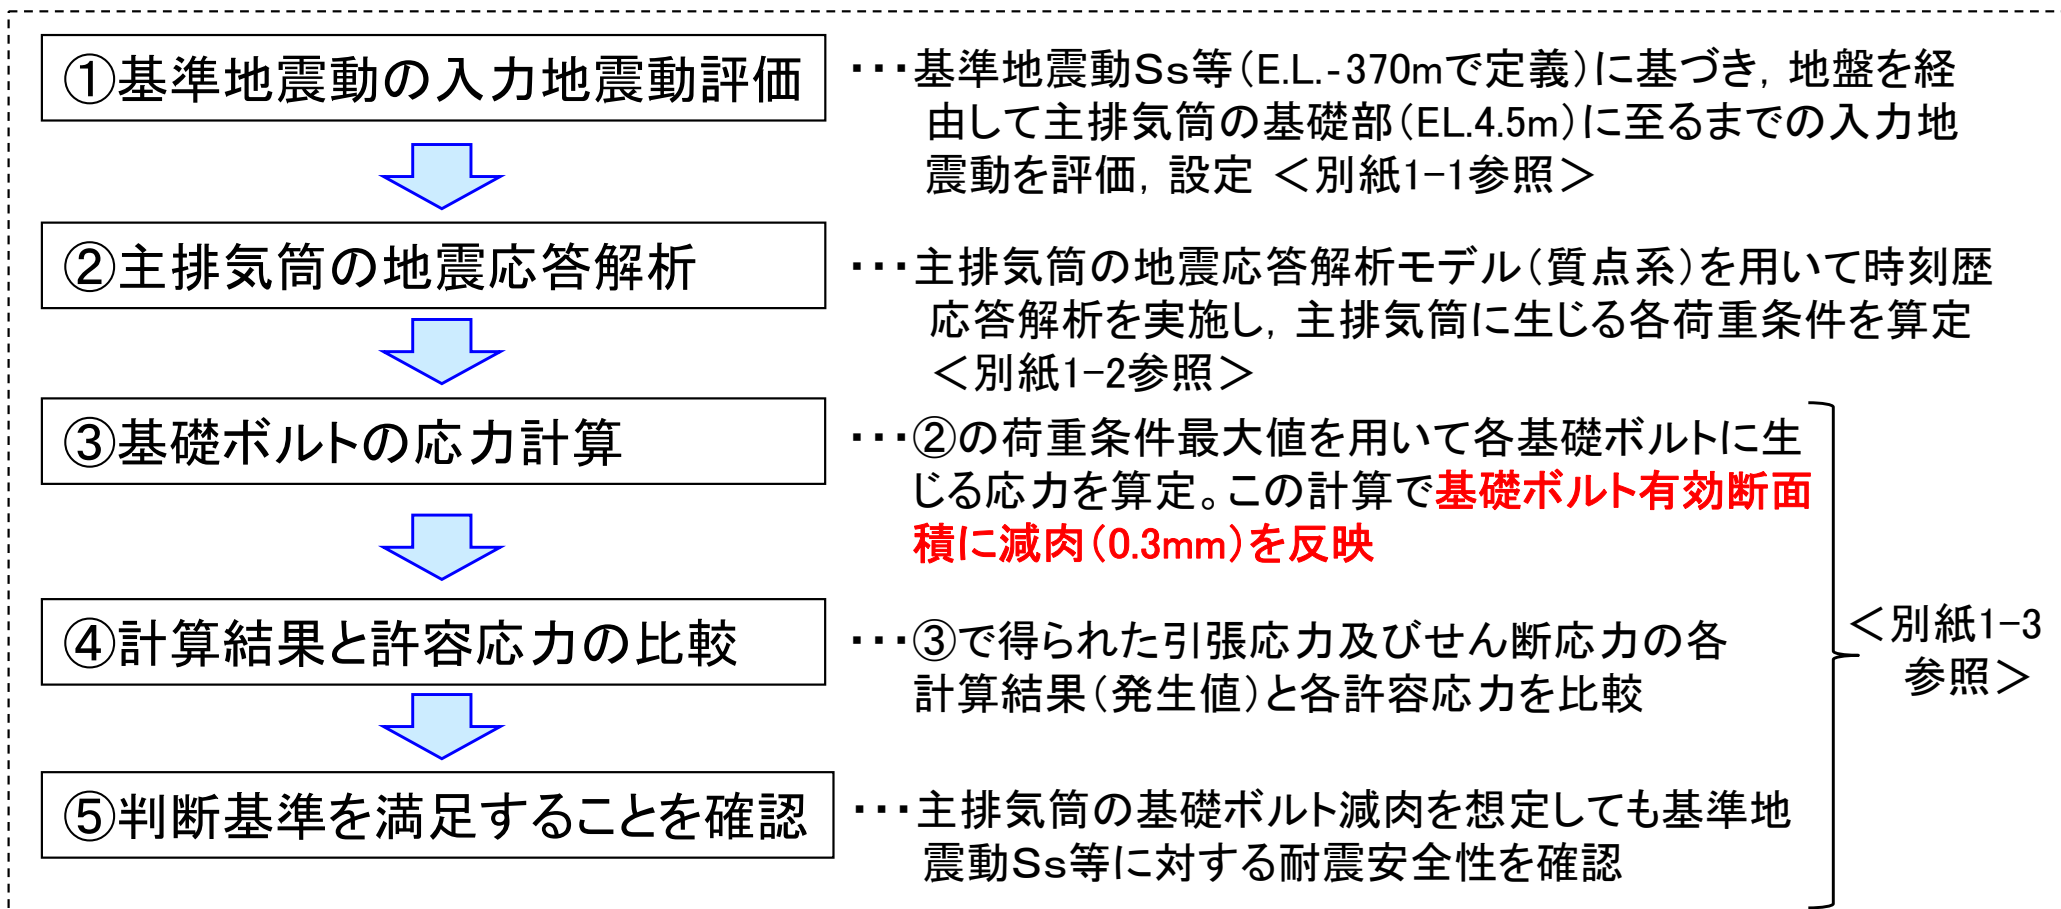 ①基準地震動の入力地震動評価
･･･基準地震動Ss等(E.L.-370mで定義)に基づき, 地盤を経
由して主排気筒の基礎部(EL.4.5m)に至るまでの入力地
震動を評価, 設定 <別紙1-1参照>
②主排気筒の地震応答解析
･･･主排気筒の地震応答解析モデル(質点系)を用いて時刻歴
応答解析を実施し, 主排気筒に生じる各荷重条件を算定
<別紙1-2参照>
③基礎ボルトの応力計算
･･･②の荷重条件最大値を用いて各基礎ボルトに生
じる応力を算定。この計算で基礎ボルト有効断面
積に減肉(0.3mm)を反映
④計算結果と許容応力の比較
･･･③で得られた引張応力及びせん断応力の各
計算結果(発生値)と各許容応力を比較
⑤判断基準を満足することを確認
･･･主排気筒の基礎ボルト減肉を想定しても基準地
震動Ss等に対する耐震安全性を確認
<別紙1-3
参照>